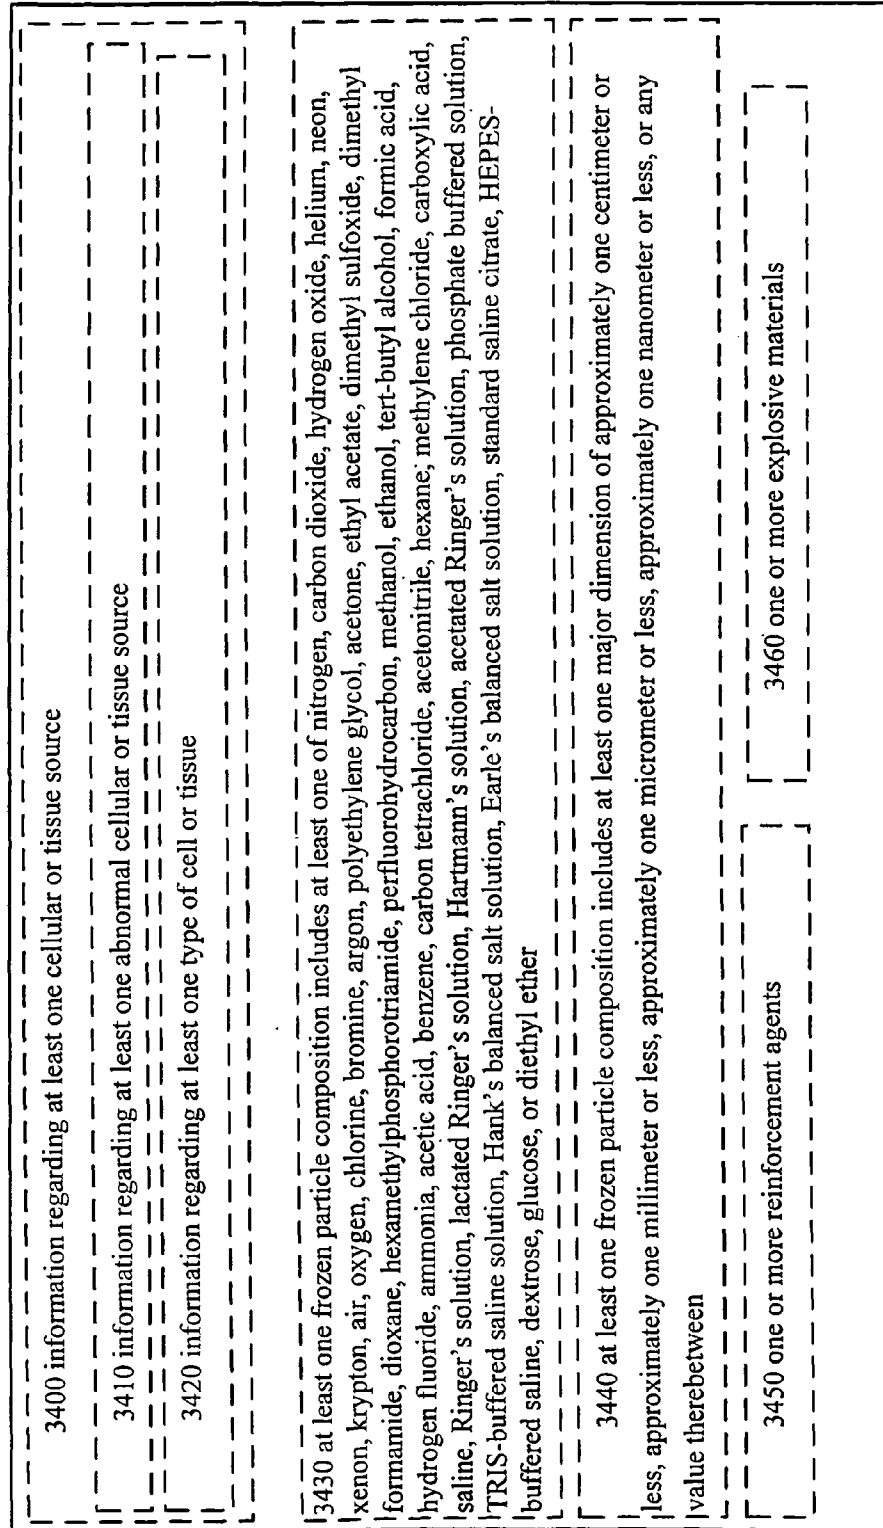 3400 information regarding at least one cellular or tissue source
3410 information regarding at least one abnormal cellular or tissue source
3420 information regarding at least one type of cell or tissue
3430 at least one frozen particle composition includes at least one of nitrogen, carbon dioxide, hydrogen oxide, helium, neon,
xenon, krypton, air, oxygen, chlorine, bromine, argon, polyethylene glycol, acetone, ethyl acetate, dimethyl sulfoxide, dimethyl
formamide, dioxane, hexamethylphosphorotriamide, perfluorohydrocarbon, methanol, ethanol, tert-butyl alcohol, formic acid,
hydrogen fluoride, ammonia, acetic acid, benzene, carbon tetrachloride, acetonitrile, hexane, methylene chloride, carboxylic acid,
saline, Ringer's solution, lactated Ringer's solution, Hartmann's solution, acetated Ringer's solution, phosphate buffered solution,
TRIS-buffered saline solution, Hank's balanced salt solution, Earle's balanced salt solution, standard saline citrate, HEPES-
buffered saline, dextrose, glucose, or diethyl ether
3440 at least one frozen particle composition includes at least one major dimension of approximately one centimeter or
less, approximately one millimeter or less, approximately one micrometer or less, approximately one nanometer or less, or any
value therebetween
3450 one or more reinforcement agents
3460 one or more explosive materials